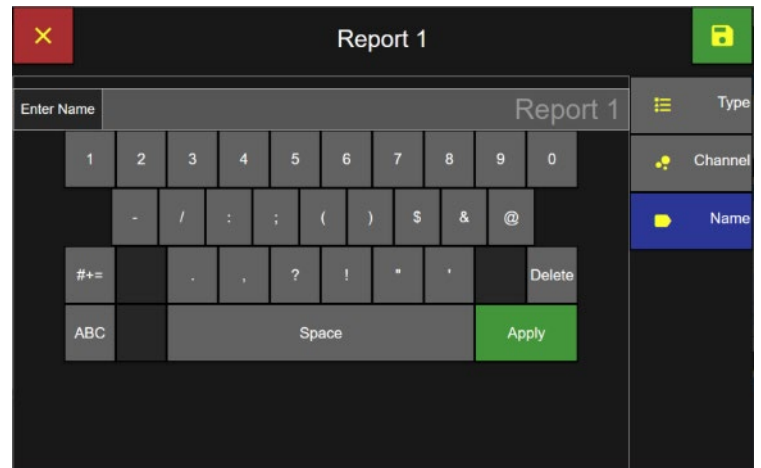 Report 1
Enter Name Report 1
Type
1 2 3 4 5 6 7 8 9 0
Channel
- / : ; ( ) $ & @
Name
#+= . , ? ! " ' Delete
ABC Space Apply